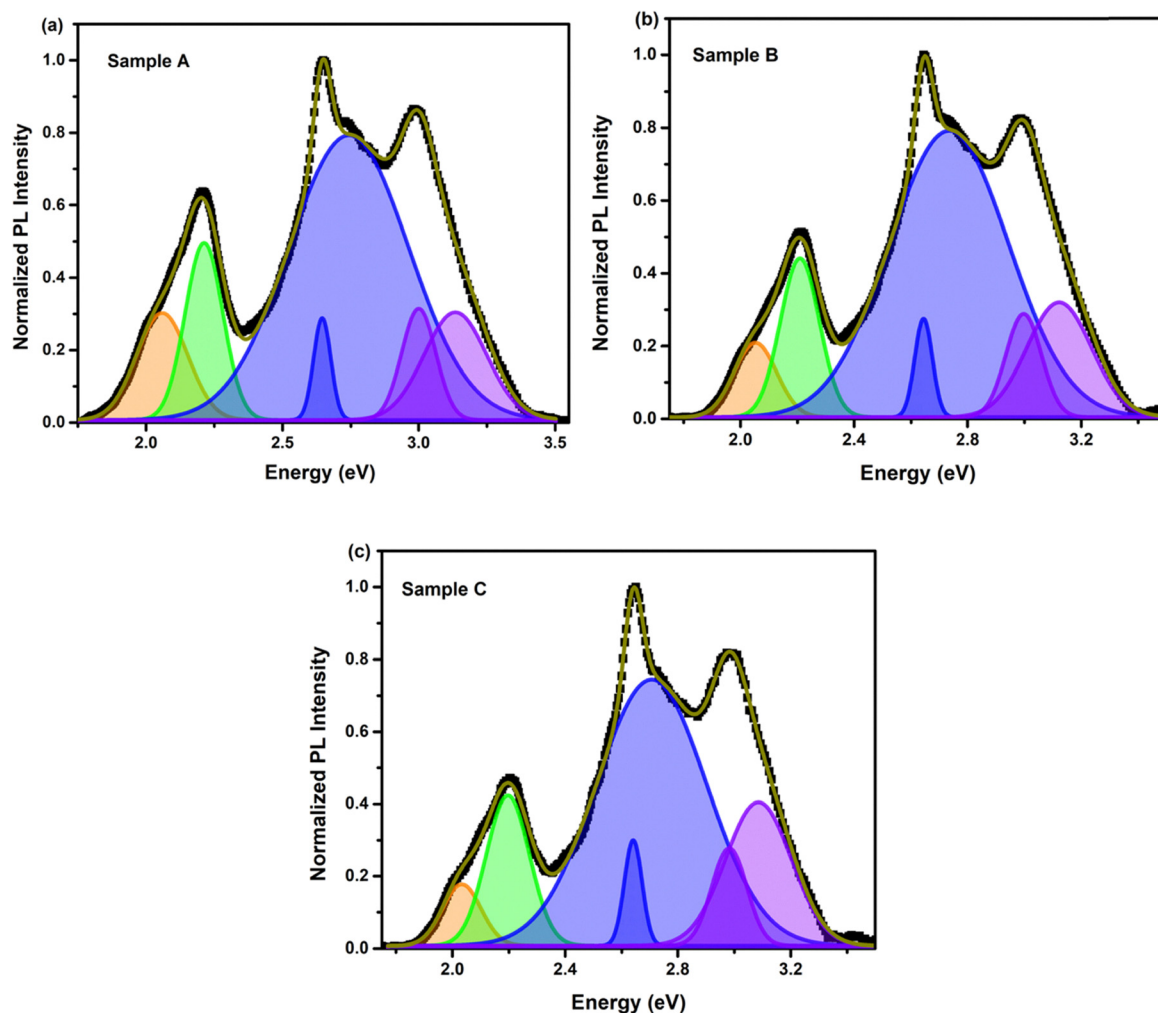 (a)
Sample A
Normalized PL Intensity
1.0
0.8
0.6
0.4
0.2
0.0
2.0 2.5 3.0 3.5
Energy (eV)
(b)
Sample B
Normalized PL Intensity
1.0
0.8
0.6
0.4
0.2
0.0
2.0 2.4 2.8 3.2
Energy (eV)
(c)
Sample C
Normalized PL Intensity
1.0
0.8
0.6
0.4
0.2
0.0
2.0 2.4 2.8 3.2
Energy (eV)